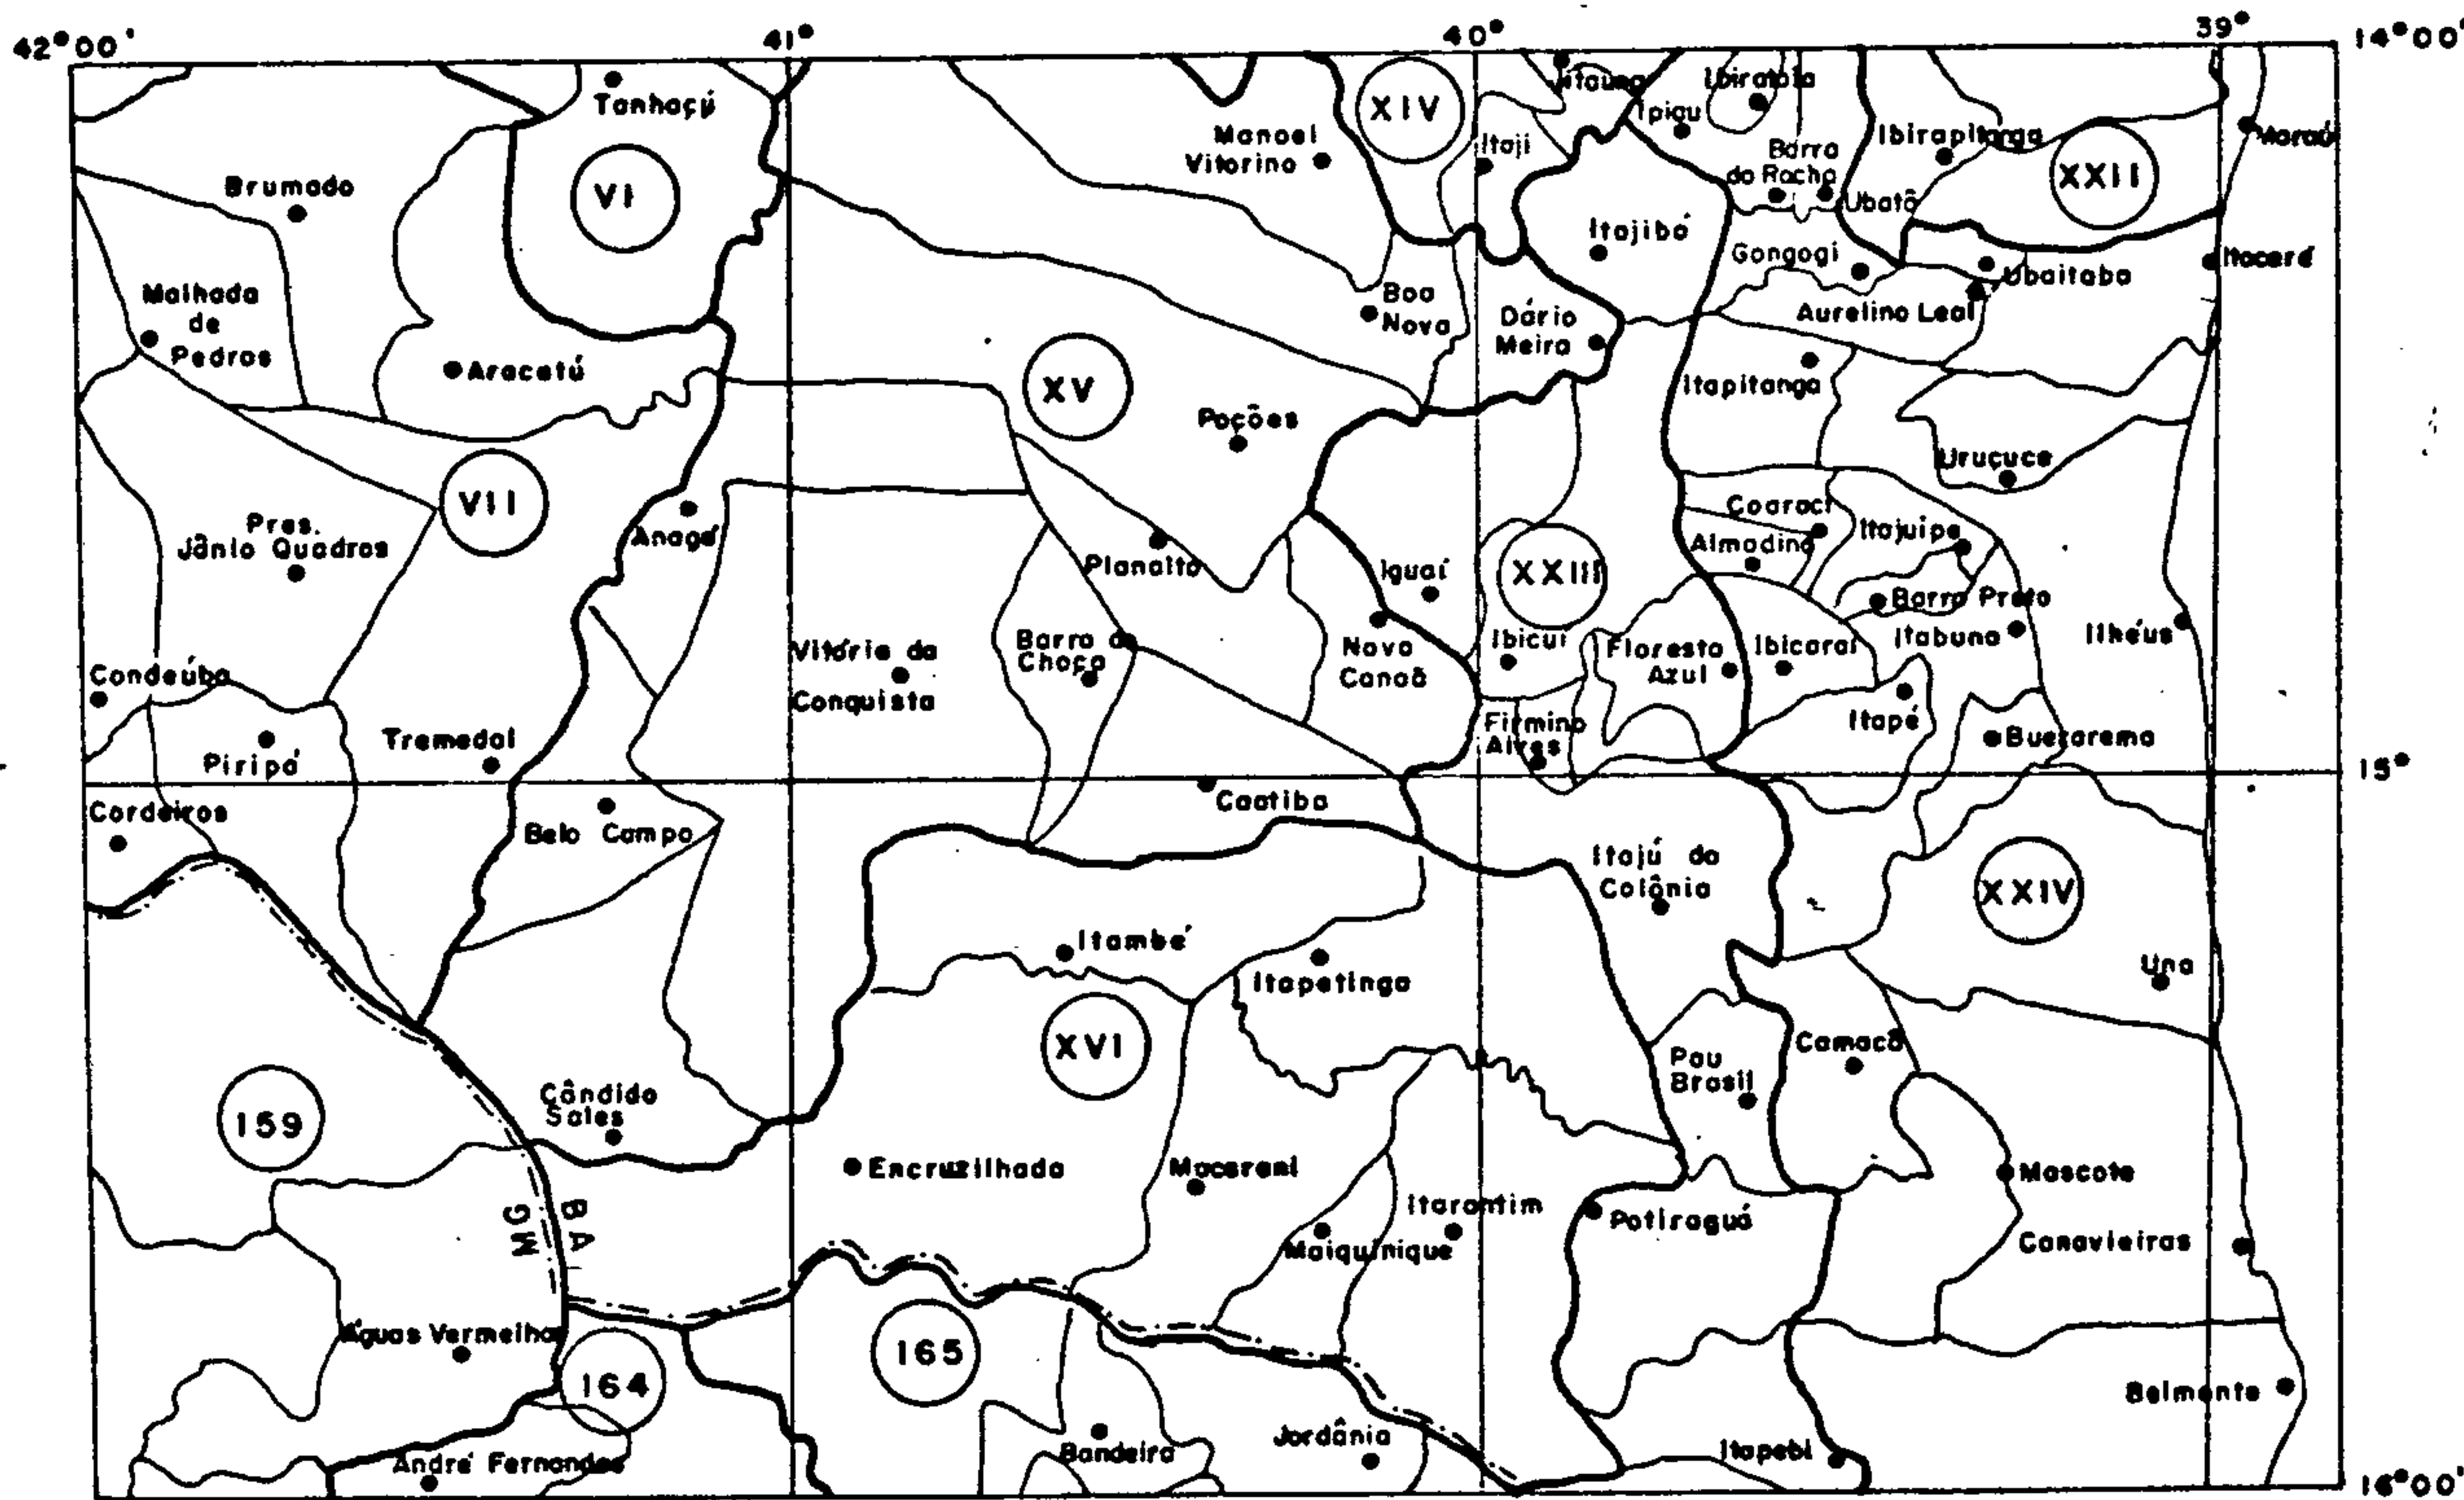 42°00'
41°
40°
39°
14°00'
Tanhaçú
XIV
Itauna
Ibirataia
Ipiau
Manoel
Vitorino
Itaji
Ibirapitanga
Maraú
Barra
do Rocha
XXII
Brumado
VI
Ubatã
Itajibá
Gongogi
Itacaré
Ubaitaba
Malhada
de
Pedras
Boa
Nova
Dário
Meira
Aurelino Leal
Aracatú
XV
Itapitanga
Poções
Uruçuca
VII
Pres.
Jânio Quadros
Anagé
Coaraci
Almadina
Itajuipe
Planalto
Iguaí
XXIII
Barro Preto
Itabuna
Ilhéus
Condeúba
Vitória da
Conquista
Barra do
Choça
Nova
Canaã
Ibicuí
Floresta
Azul
Ibicaraí
Firmino
Alves
Itapé
Buerarema
Piripá
Tremedal
15°
Cordeiros
Belo Campo
Caatiba
Itajú do
Colônia
XXIV
Itambé
Itapetinga
Una
XVI
Camacã
Pau
Brasil
159
Cândido
Sales
Encruzilhada
Macarani
Mascote
Itarantim
Potiraguá
Maiquinique
Canavieiras
BA
MG
Águas Vermelha
165
164
Belmonte
Jordânia
Bandeira
Itapebi
André Fernandes
16°00'